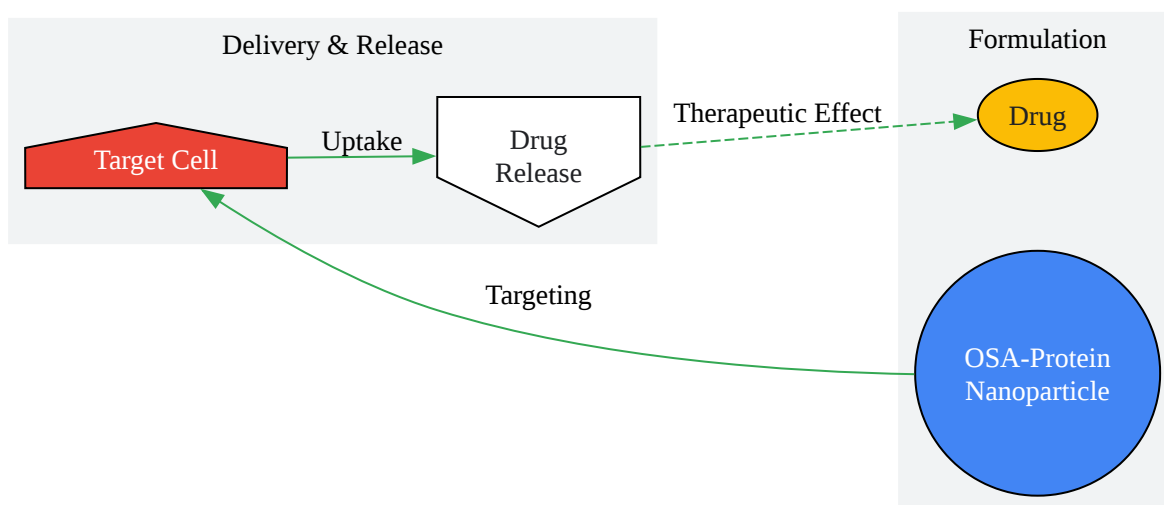 Delivery & Release
Target Cell
Uptake
Drug
Release
Therapeutic Effect
Targeting
Formulation
Drug
OSA-Protein
Nanoparticle